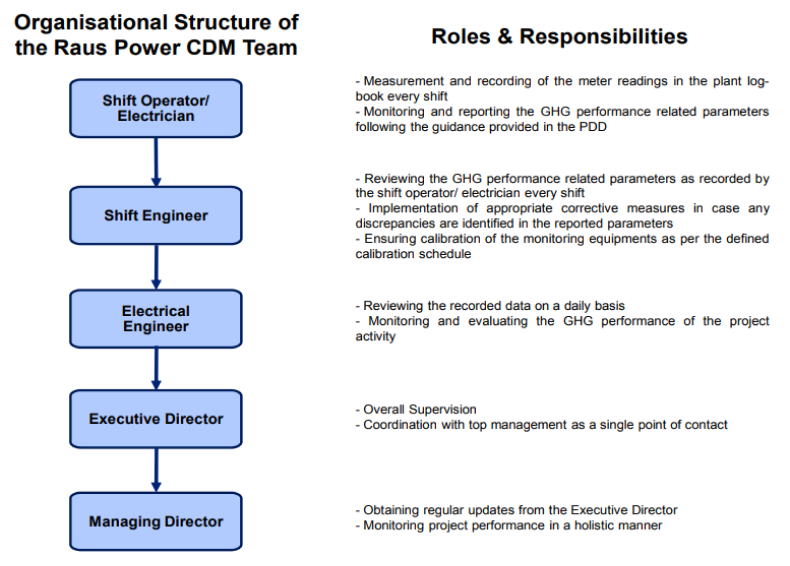 Organisational Structure of
the Raus Power CDM Team
Roles & Responsibilities
Shift Operator/
Electrician
- Measurement and recording of the meter readings in the plant log-
book every shift
- Monitoring and reporting the GHG performance related parameters
following the guidance provided in the PDD
Shift Engineer
- Reviewing the GHG performance related parameters as recorded by
the shift operator/ electrician every shift
- Implementation of appropriate corrective measures in case any
discrepancies are identified in the reported parameters
- Ensuring calibration of the monitoring equipments as per the defined
calibration schedule
Electrical
Engineer
- Reviewing the recorded data on a daily basis
- Monitoring and evaluating the GHG performance of the project
activity
Executive Director
- Overall Supervision
- Coordination with top management as a single point of contact
Managing Director
- Obtaining regular updates from the Executive Director
- Monitoring project performance in a holistic manner